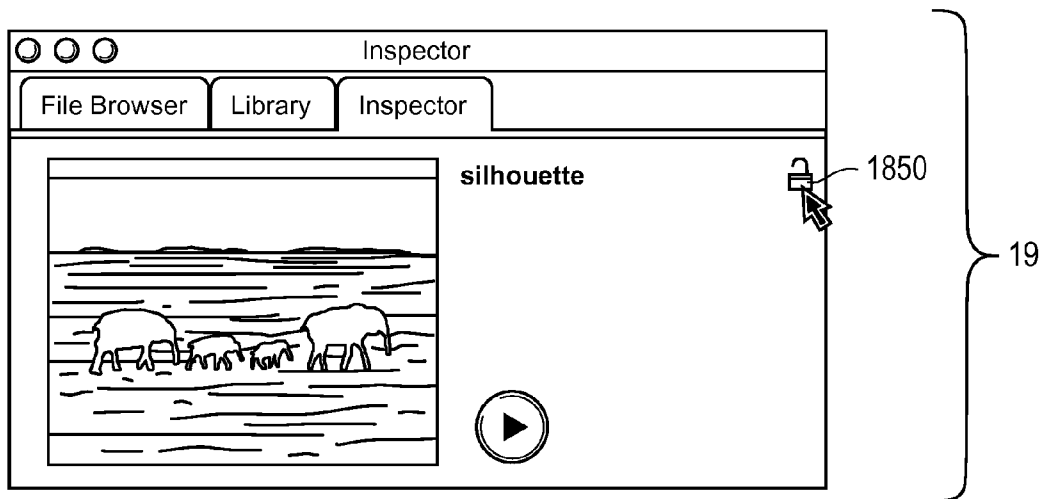 Inspector
File Browser Library Inspector
silhouette
1850
19